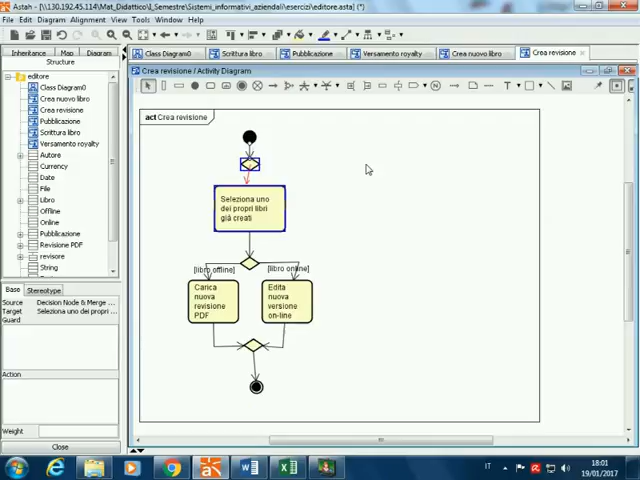 Astah - [\\130.192.45.114\Mat_Didattico\I_Semestre\Sistemi_informativi_aziendali\esercizi\editore.asta] *
File Edit Diagram Alignment View Tools Window Help
Inheritance Map Diagram
Structure
editore
Class Diagram0
Crea nuovo libro
Crea revisione
Pubblicazione
Scrittura libro
Versamento royalty
Autore
Currency
Date
File
Libro
Offline
Online
Pubblicazione
Revisione PDF
revisore
String
Base Stereotype
Source Decision Node & Merge ...
Target Seleziona uno dei propri ...
Guard
Action
Weight
Close
Class Diagram0 Scrittura libro Pubblicazione Versamento royalty Crea nuovo libro Crea revisione
Crea revisione / Activity Diagram
act Crea revisione
Seleziona uno
dei propri libri
già creati
[libro offline] [libro online]
Carica
nuova
revisione
PDF
Edita
nuova
versione
on-line
IT 18:01
19/01/2017